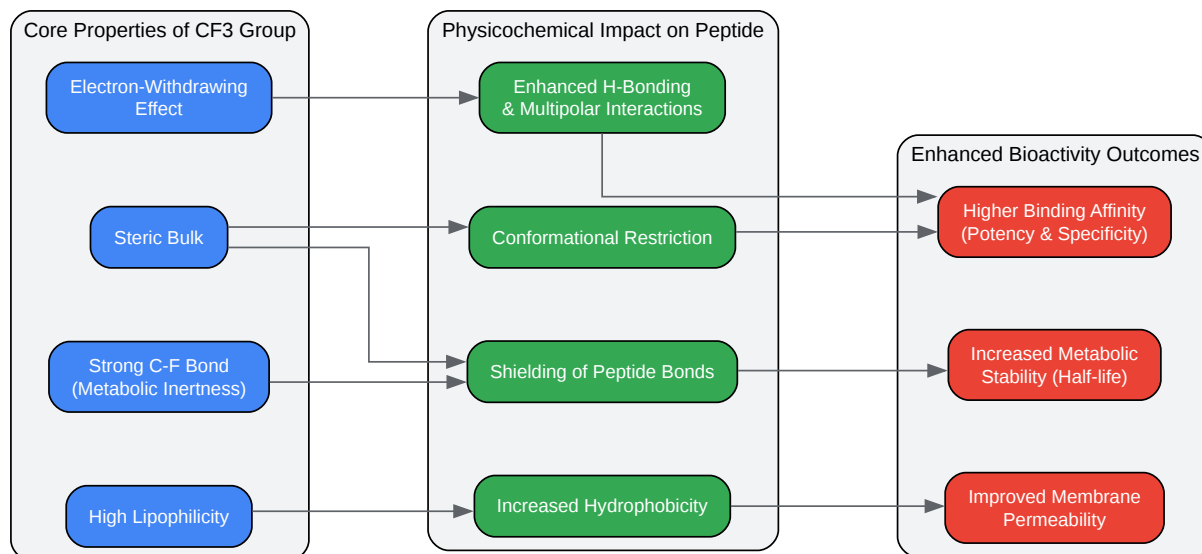 Core Properties of CF3 Group
Electron-Withdrawing
Effect
Steric Bulk
Strong C-F Bond
(Metabolic Inertness)
High Lipophilicity
Physicochemical Impact on Peptide
Enhanced H-Bonding
& Multipolar Interactions
Conformational Restriction
Shielding of Peptide Bonds
Increased Hydrophobicity
Enhanced Bioactivity Outcomes
Higher Binding Affinity
(Potency & Specificity)
Increased Metabolic
Stability (Half-life)
Improved Membrane
Permeability